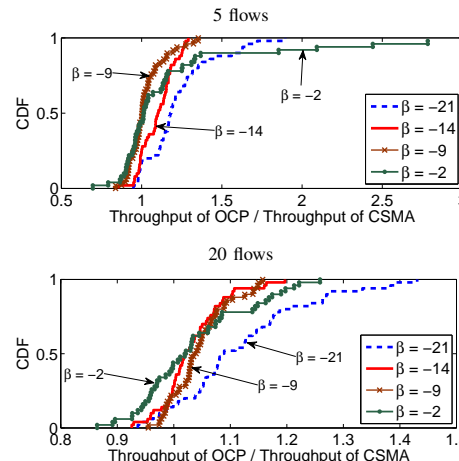 5 flows
1
0.5
0
CDF
β = −9
β = −2
β = −14
β = −21
β = −14
β = −9
β = −2
0.5 1 1.5 2 2.5
Throughput of OCP / Throughput of CSMA
20 flows
1
0.5
0
CDF
β = −2
β = −21
β = −9
β = −21
β = −14
β = −9
β = −2
0.8 0.9 1 1.1 1.2 1.3 1.4
Throughput of OCP / Throughput of CSMA